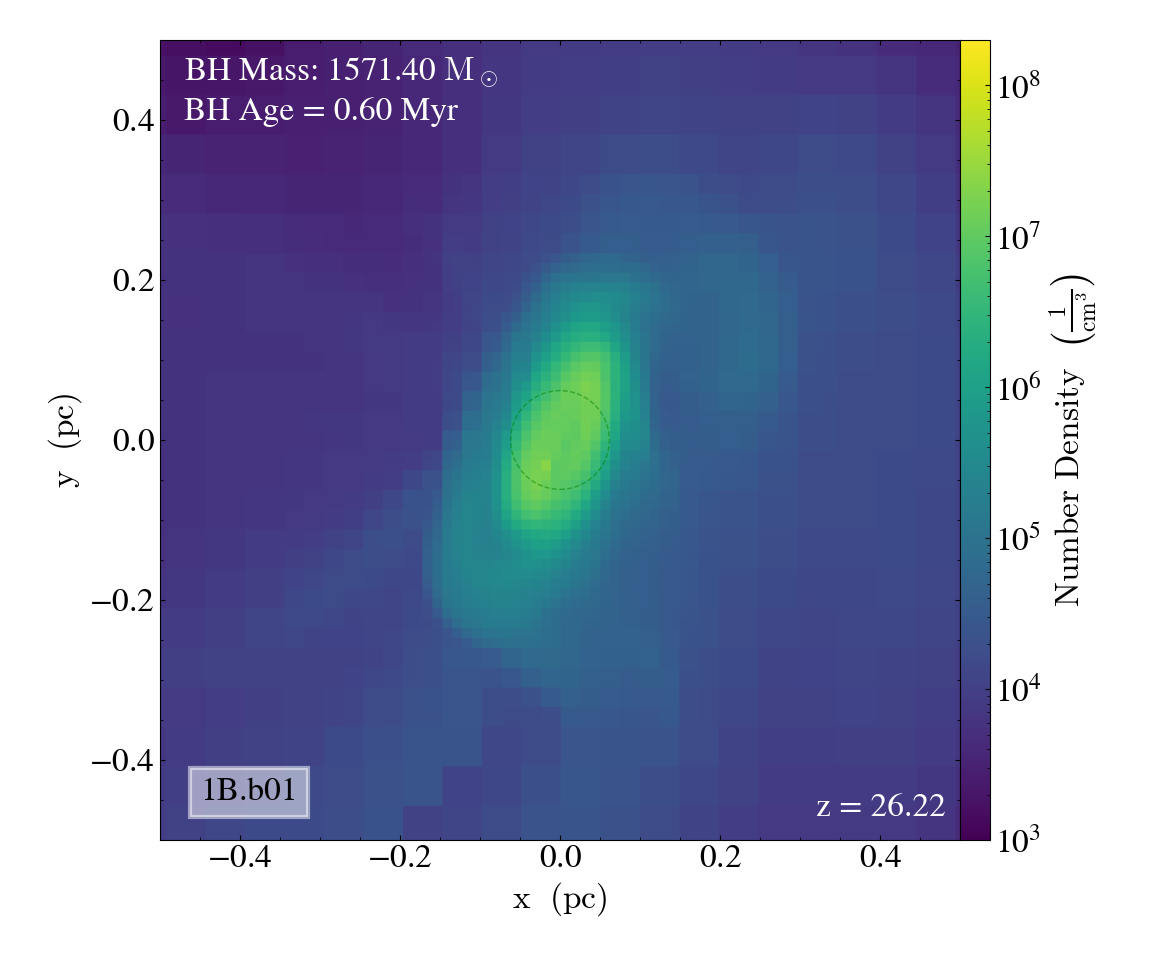 BH Mass: 1571.40 M⊙
BH Age = 0.60 Myr
1B.b01
z = 26.22
0.4
0.2
0.0
−0.2
−0.4
y (pc)
−0.4
−0.2
0.0
0.2
0.4
x (pc)
10⁸
10⁷
10⁶
10⁵
10⁴
10³
Number Density (1/cm³)